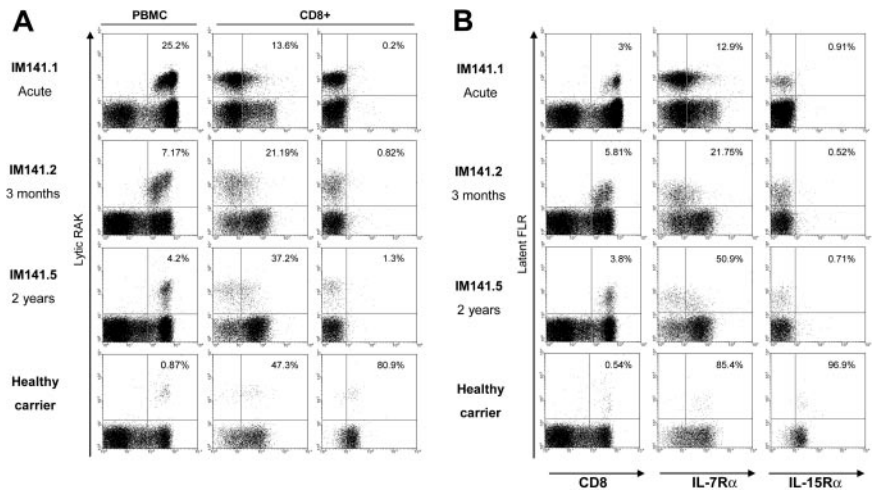 A
PBMC
CD8+
B
IM141.1
Acute
25.2%
13.6%
0.2%
IM141.1
Acute
3%
12.9%
0.91%
IM141.2
3 months
7.17%
21.19%
0.82%
IM141.2
3 months
5.81%
21.75%
0.52%
Lytic RAK
Latent FLR
IM141.5
2 years
4.2%
37.2%
1.3%
IM141.5
2 years
3.8%
50.9%
0.71%
Healthy
carrier
0.87%
47.3%
80.9%
Healthy
carrier
0.54%
85.4%
96.9%
CD8
IL-7Rα
IL-15Rα